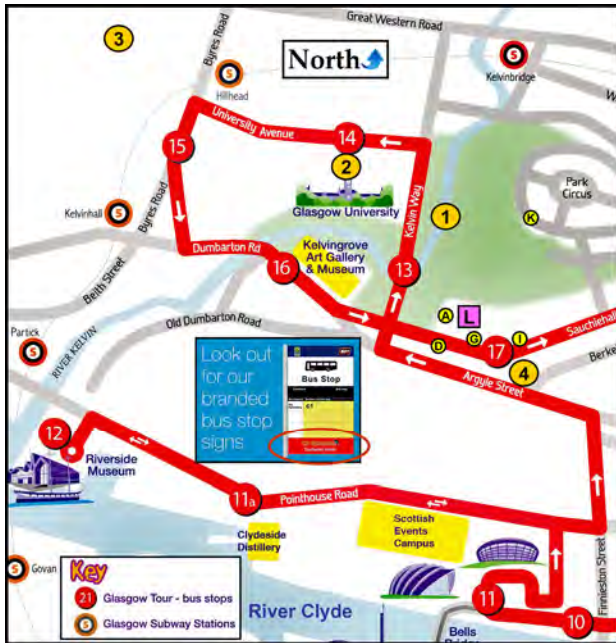 Great Western Road
3
Byres Road
North
S
Kelvinbridge
S
Hillhead
University Avenue
14
15
2
Park
Circus
Glasgow University
K
Kelvinhall
S
Byres Road
Kelvin Way
1
Dumbarton Rd
Kelvingrove
Art Gallery
& Museum
16
13
Beith Street
A
L
Sauchiehall
Old Dumbarton Road
D
G
17
I
Partick
S
RIVER KELVIN
4
Berke
Argyle Street
Look out
for our
branded
bus stop
signs
Bus Stop
12
Riverside
Museum
11a
Pointhouse Road
Clydeside
Distillery
Scottish
Events
Campus
Finnieston Street
S
Govan
Key
21
Glasgow Tour - bus stops
S
Glasgow Subway Stations
River Clyde
11
10
Bells